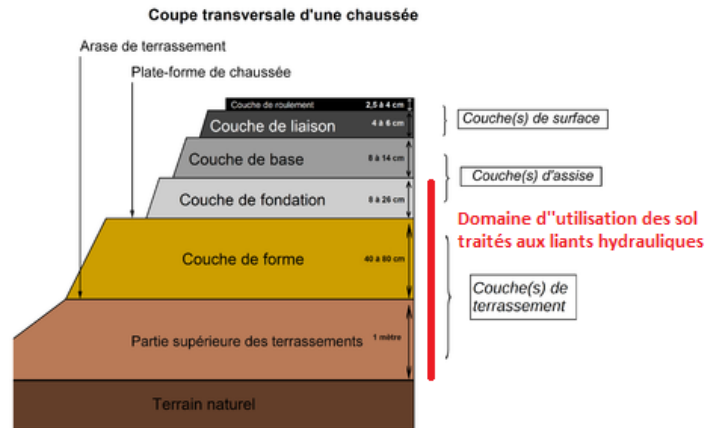 Coupe transversale d'une chaussée
Arase de terrassement
Plate-forme de chaussée
Couche de roulement 2,5 à 4 cm
Couche de liaison 4 à 6 cm
Couche(s) de surface
Couche de base 8 à 14 cm
Couche(s) d'assise
Couche de fondation 8 à 26 cm
Domaine d''utilisation des sol
traités aux liants hydrauliques
Couche de forme 40 à 80 cm
Couche(s) de
terrassement
Partie supérieure des terrassements 1 mètre
Terrain naturel